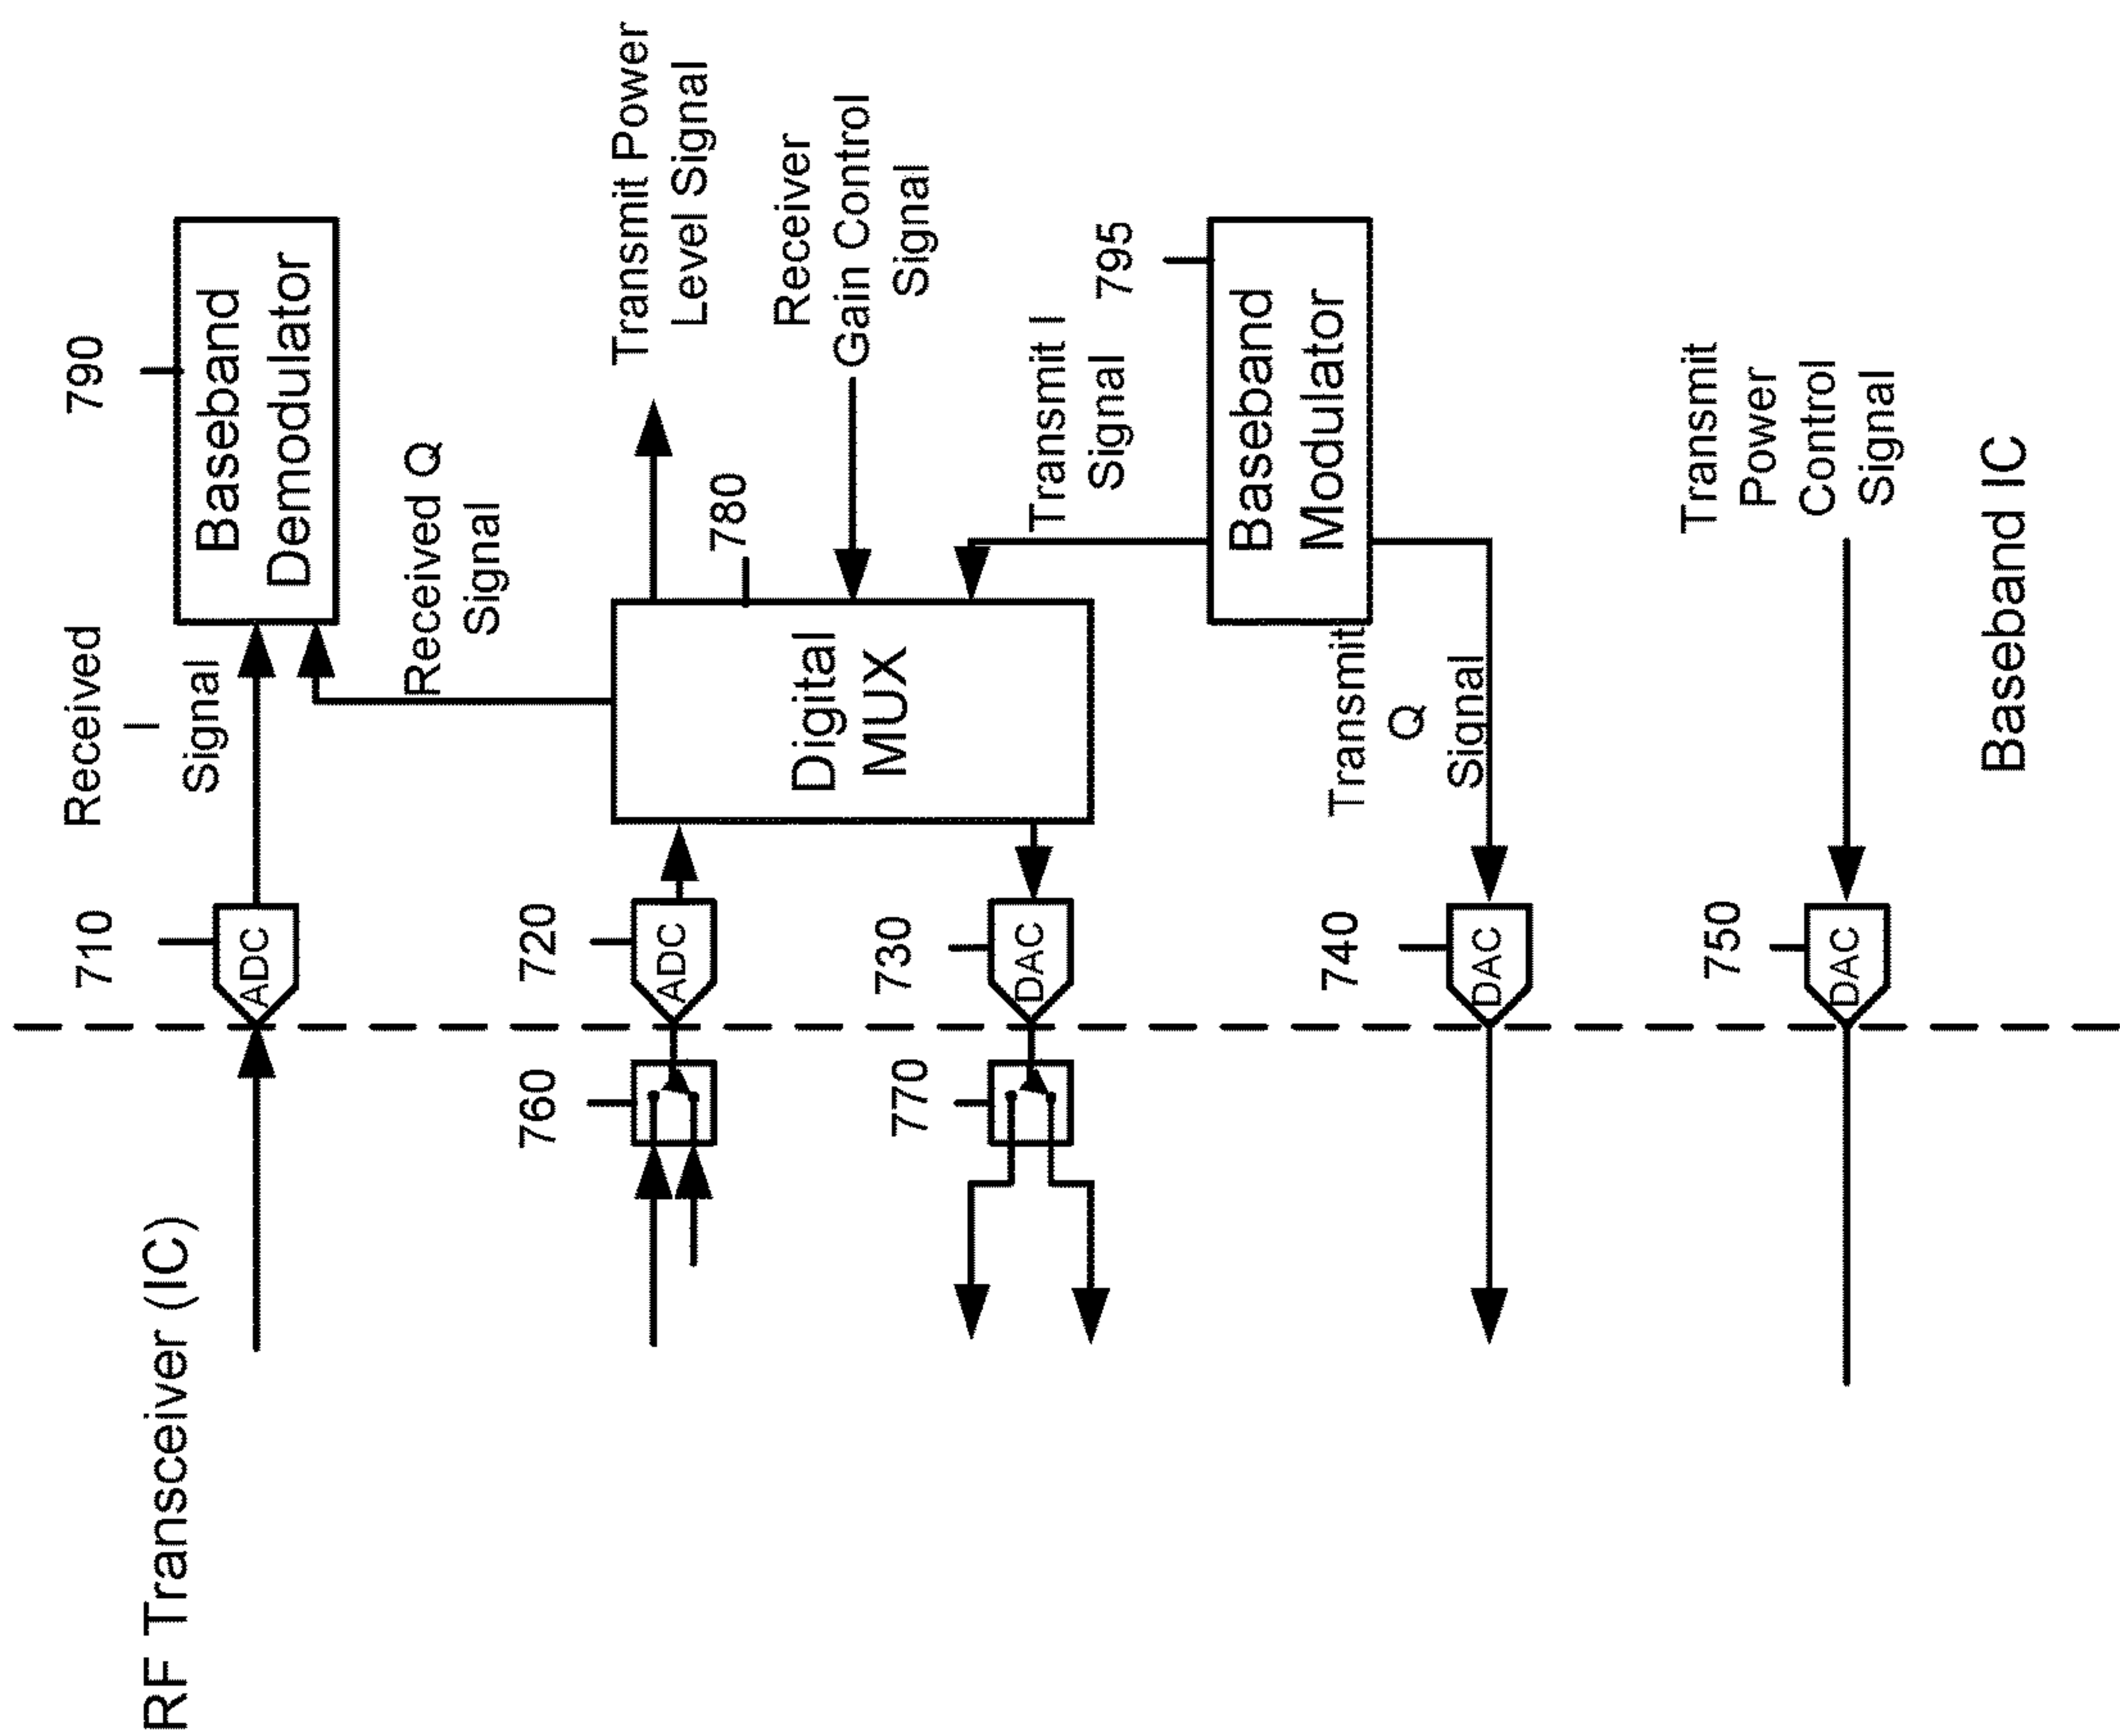 RF Transceiver (IC)
710
ADC
Received
I
Signal
790
Baseband
Demodulator
Received Q
Signal
760
720
ADC
Digital
MUX
780
Transmit Power
Level Signal
Receiver
Gain Control
Signal
770
730
DAC
Transmit I
Signal
795
Baseband
Modulator
740
DAC
Transmit
Q
Signal
750
DAC
Transmit
Power
Control
Signal
Baseband IC